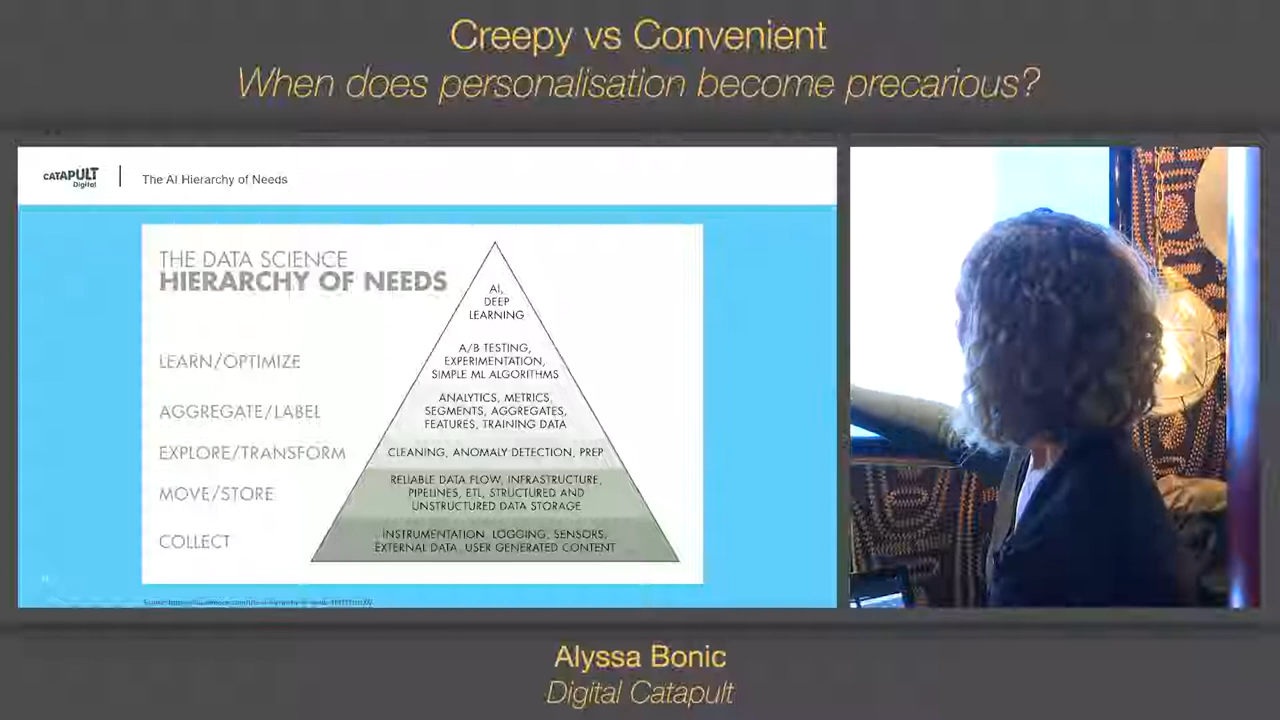 Creepy vs Convenient
When does personalisation become precarious?
CATAPULT
Digital
The AI Hierarchy of Needs
THE DATA SCIENCE
HIERARCHY OF NEEDS
AI,
DEEP
LEARNING
LEARN/OPTIMIZE
A/B TESTING,
EXPERIMENTATION,
SIMPLE ML ALGORITHMS
AGGREGATE/LABEL
ANALYTICS, METRICS,
SEGMENTS, AGGREGATES,
FEATURES, TRAINING DATA
EXPLORE/TRANSFORM
CLEANING, ANOMALY DETECTION, PREP
MOVE/STORE
RELIABLE DATA FLOW, INFRASTRUCTURE,
PIPELINES, ETL, STRUCTURED AND
UNSTRUCTURED DATA STORAGE
COLLECT
INSTRUMENTATION, LOGGING, SENSORS,
EXTERNAL DATA, USER GENERATED CONTENT
Alyssa Bonic
Digital Catapult